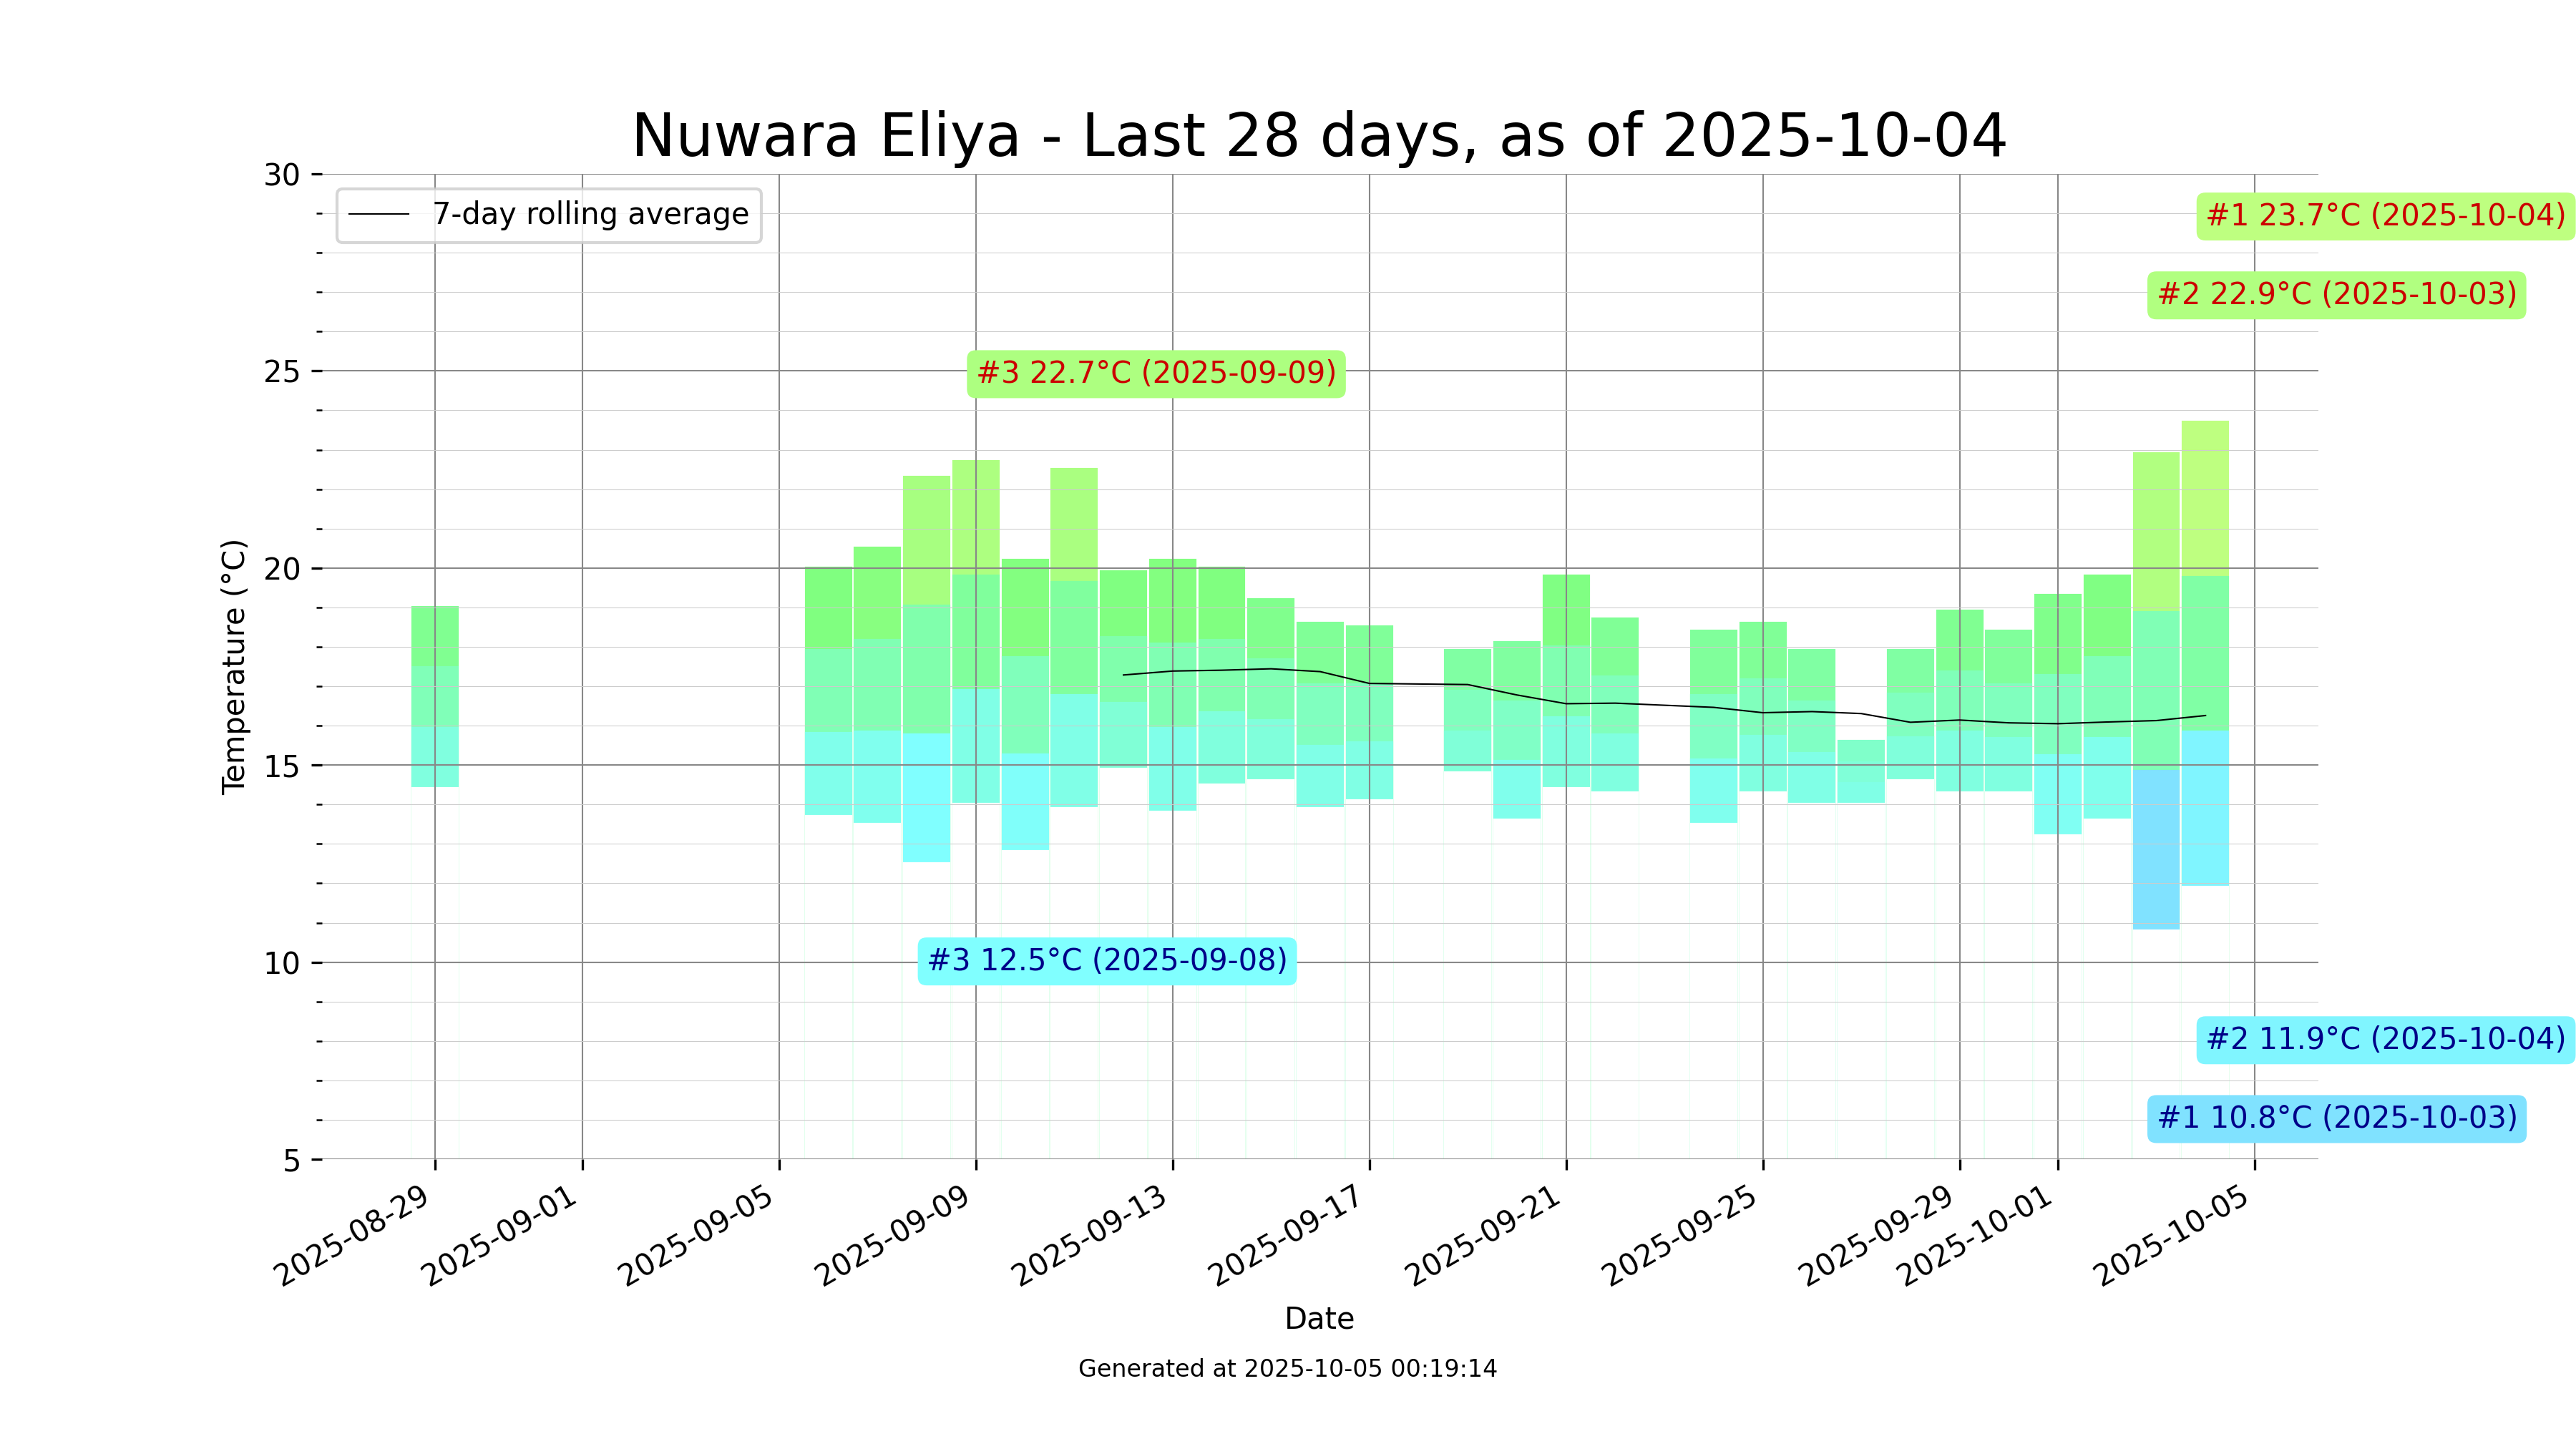 Nuwara Eliya - Last 28 days, as of 2025-10-04
30
25
20
15
10
5
Temperature (°C)
7-day rolling average
#1 23.7°C (2025-10-04)
#2 22.9°C (2025-10-03)
#3 22.7°C (2025-09-09)
#3 12.5°C (2025-09-08)
#2 11.9°C (2025-10-04)
#1 10.8°C (2025-10-03)
2025-08-29
2025-09-01
2025-09-05
2025-09-09
2025-09-13
2025-09-17
2025-09-21
2025-09-25
2025-09-29
2025-10-01
2025-10-05
Date
Generated at 2025-10-05 00:19:14